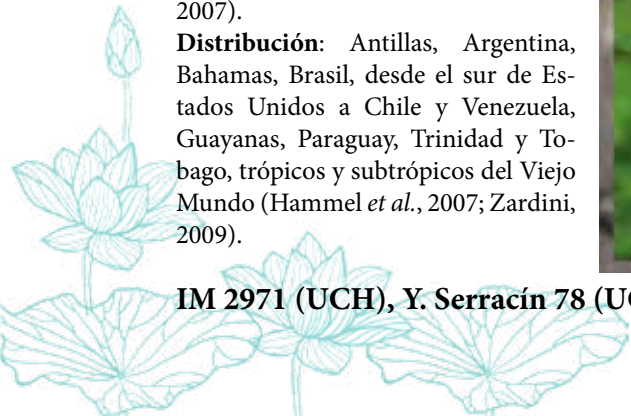 2007).
Distribución: Antillas, Argentina,
Bahamas, Brasil, desde el sur de Es-
tados Unidos a Chile y Venezuela,
Guayanas, Paraguay, Trinidad y To-
bago, trópicos y subtrópicos del Viejo
Mundo (Hammel et al., 2007; Zardini,
2009).
IM 2971 (UCH), Y. Serracín 78 (UC